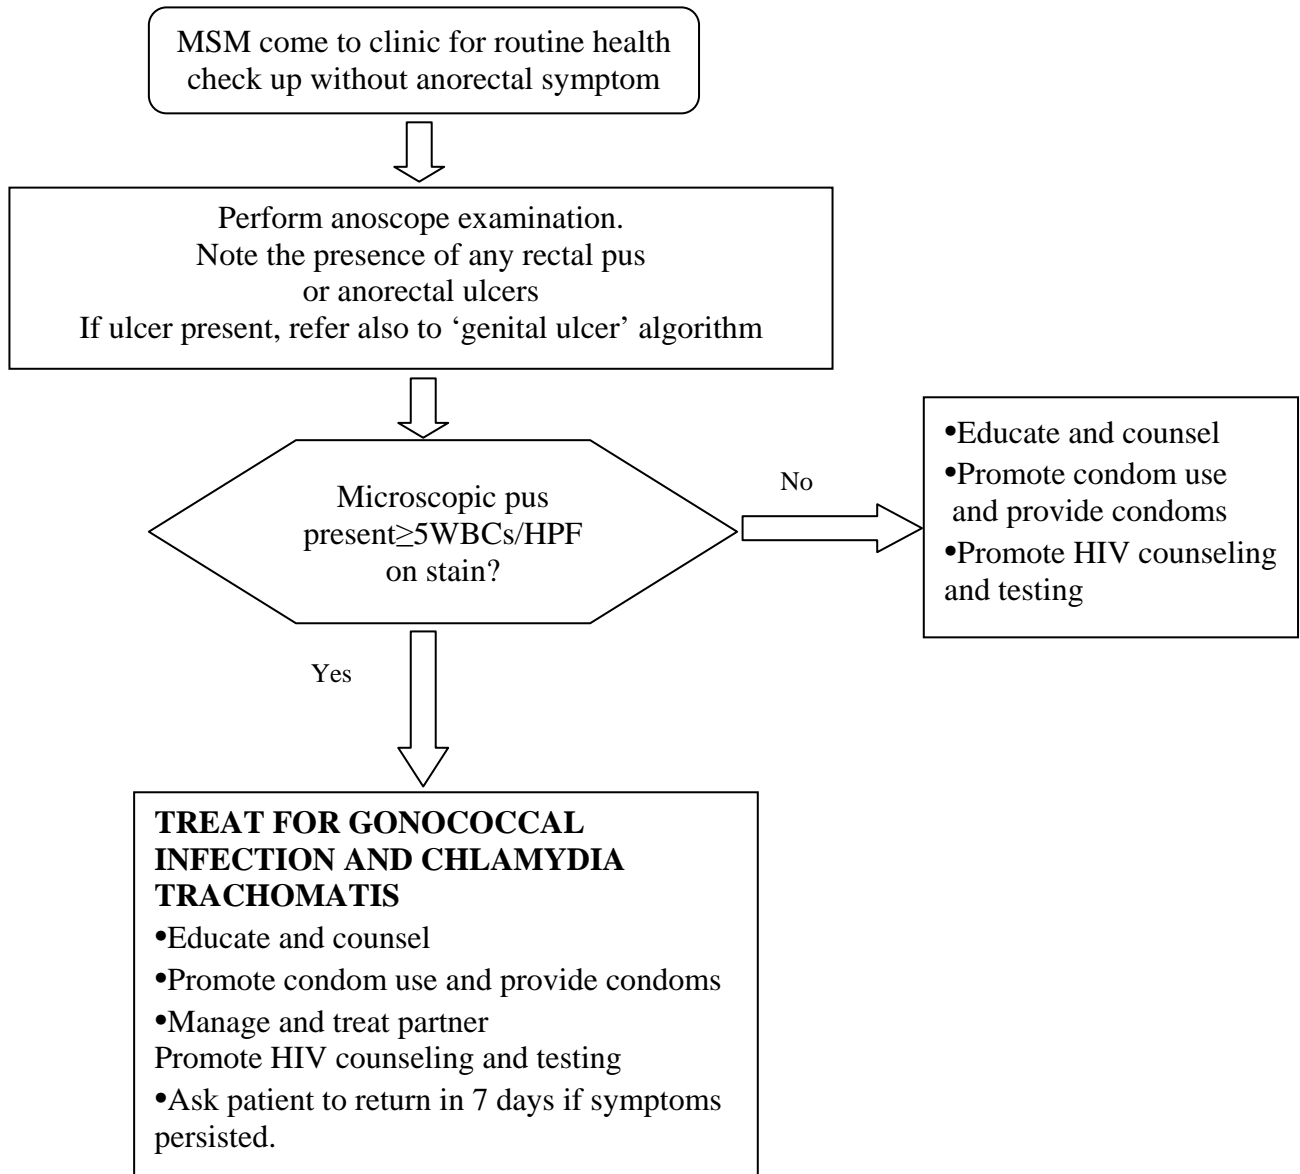 MSM come to clinic for routine health
check up without anorectal symptom
Perform anoscope examination.
Note the presence of any rectal pus
or anorectal ulcers
If ulcer present, refer also to ‘genital ulcer’ algorithm
Microscopic pus
present≥5WBCs/HPF
on stain?
No
•Educate and counsel
•Promote condom use
and provide condoms
•Promote HIV counseling
and testing
Yes
TREAT FOR GONOCOCCAL
INFECTION AND CHLAMYDIA
TRACHOMATIS
•Educate and counsel
•Promote condom use and provide condoms
•Manage and treat partner
Promote HIV counseling and testing
•Ask patient to return in 7 days if symptoms
persisted.